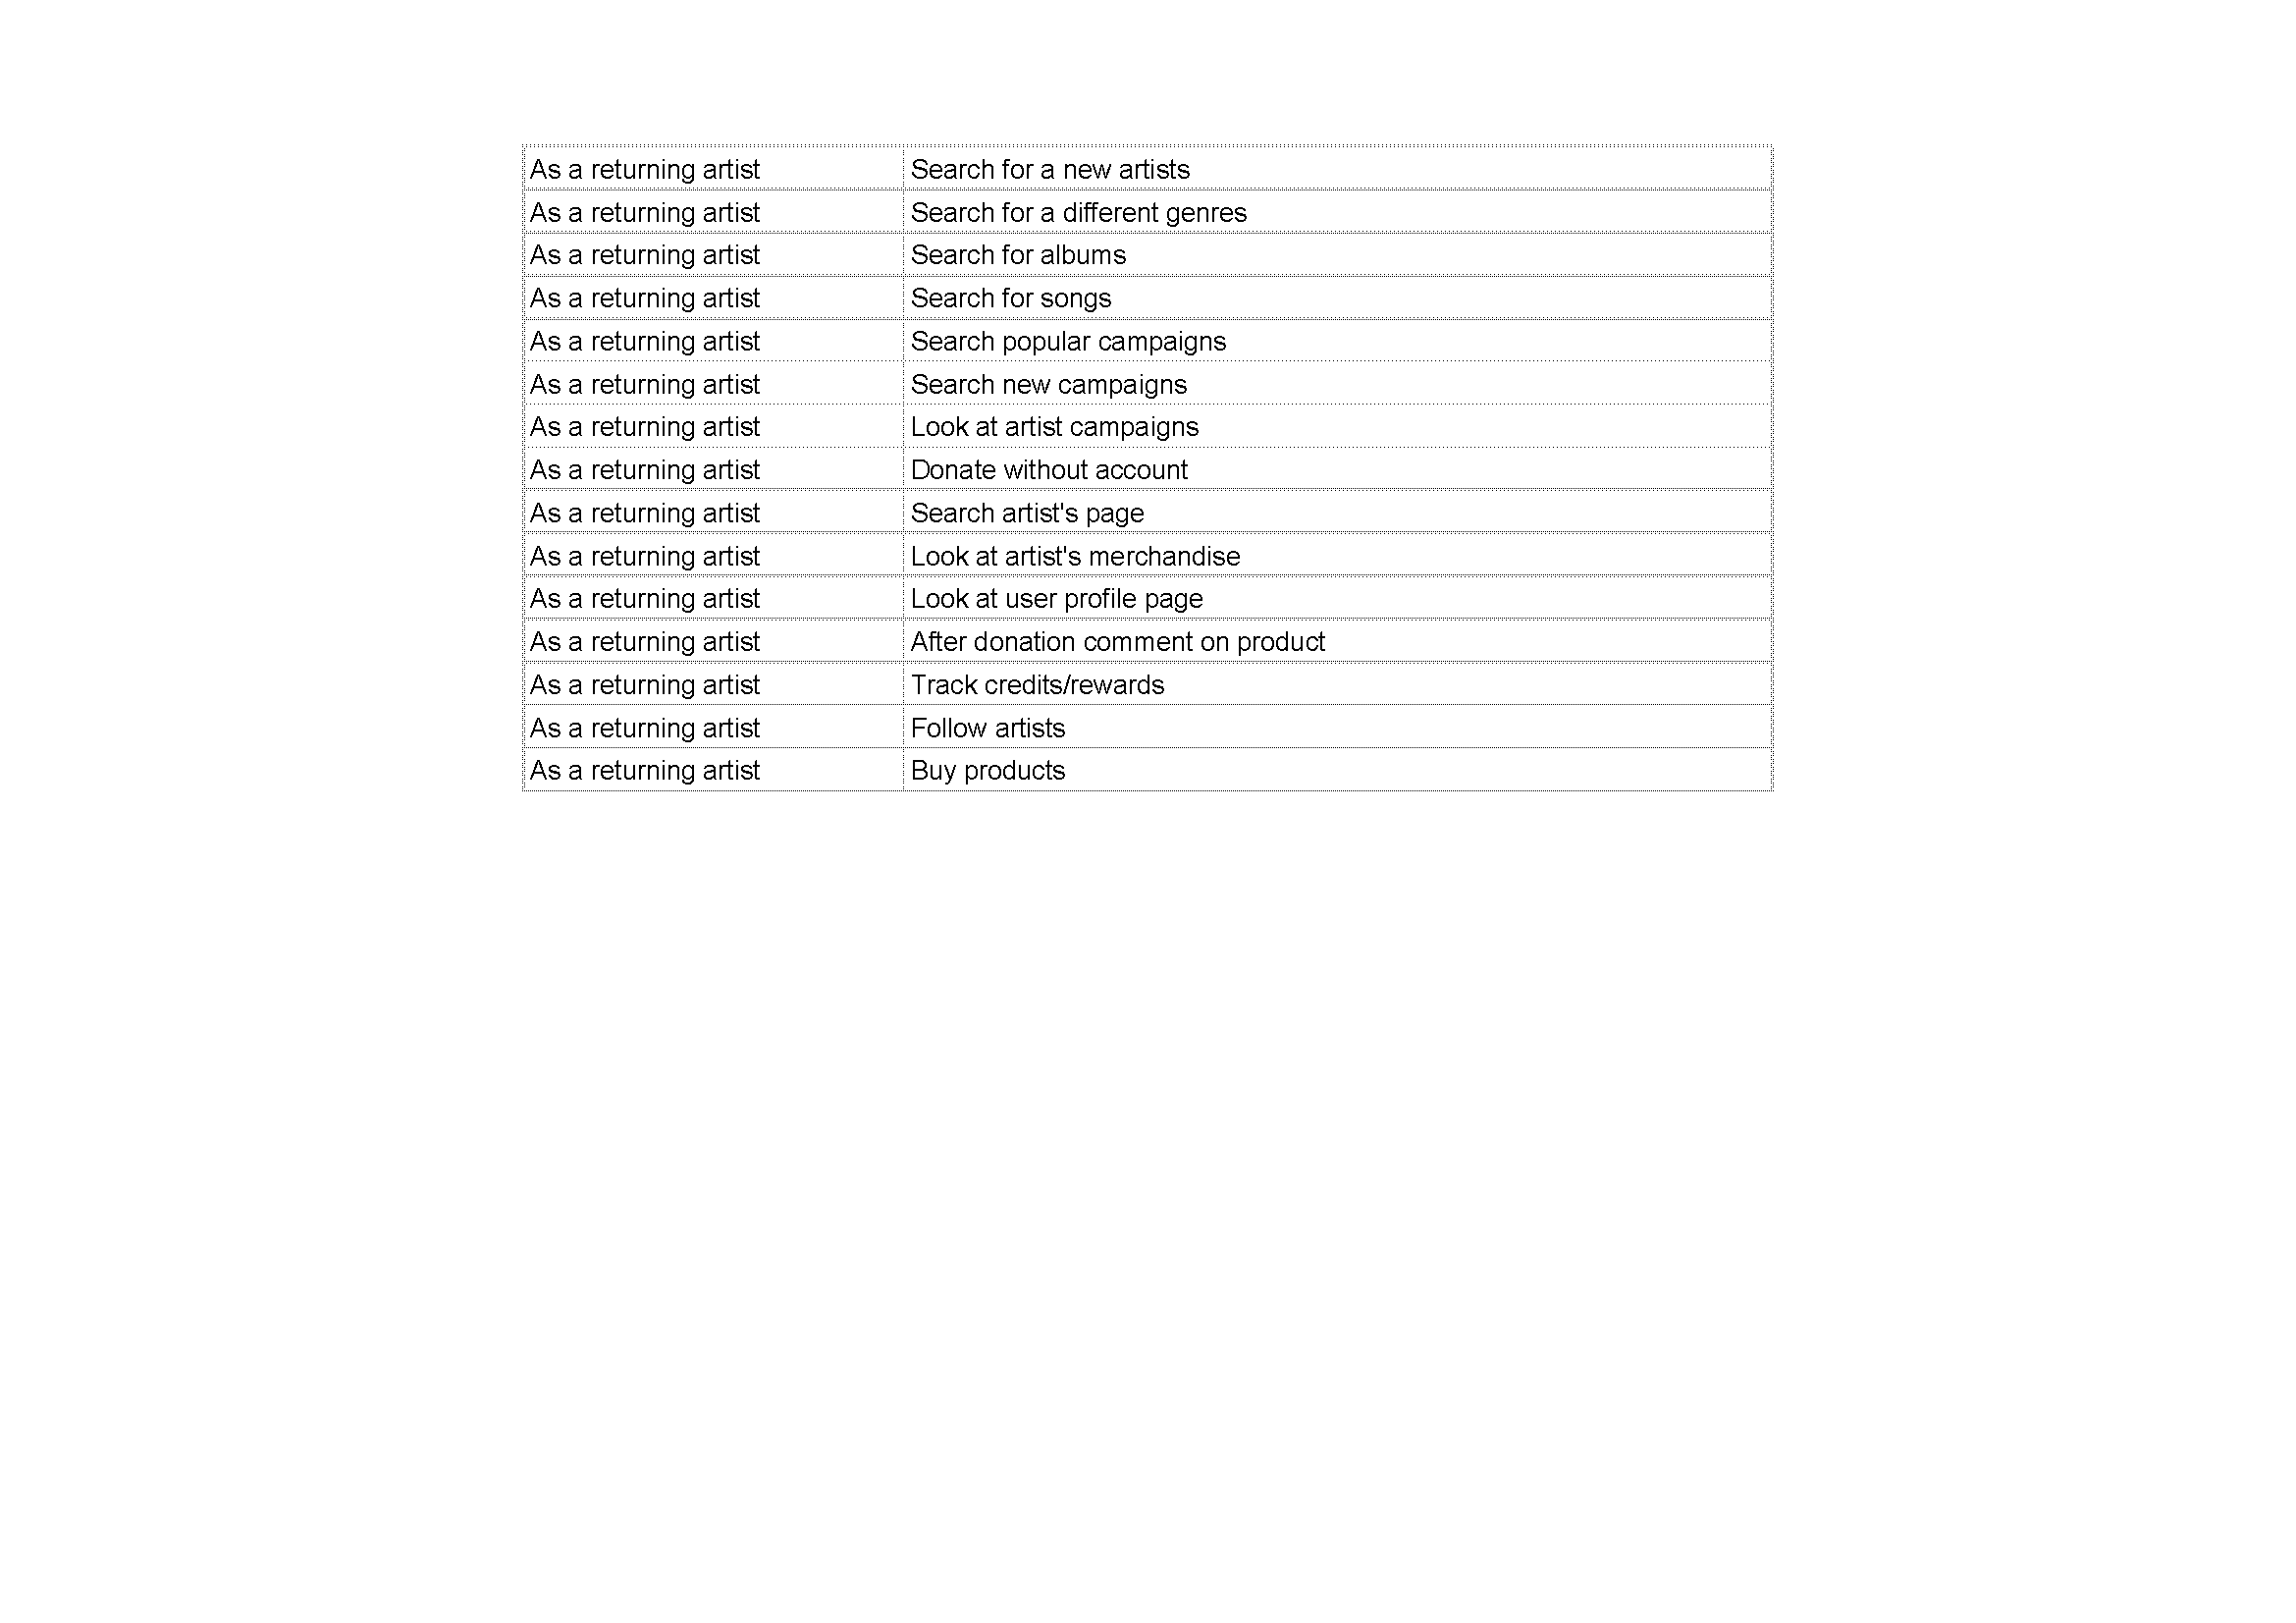 As a returning artist Search for a new artists
As a returning artist Search for a different genres
As a returning artist Search for albums
As a returning artist Search for songs
As a returning artist Search popular campaigns
As a returning artist Search new campaigns
As a returning artist Look at artist campaigns
As a returning artist Donate without account
As a returning artist Search artist's page
As a returning artist Look at artist's merchandise
As a returning artist Look at user profile page
As a returning artist After donation comment on product
As a returning artist Track credits/rewards
As a returning artist Follow artists
As a returning artist Buy products